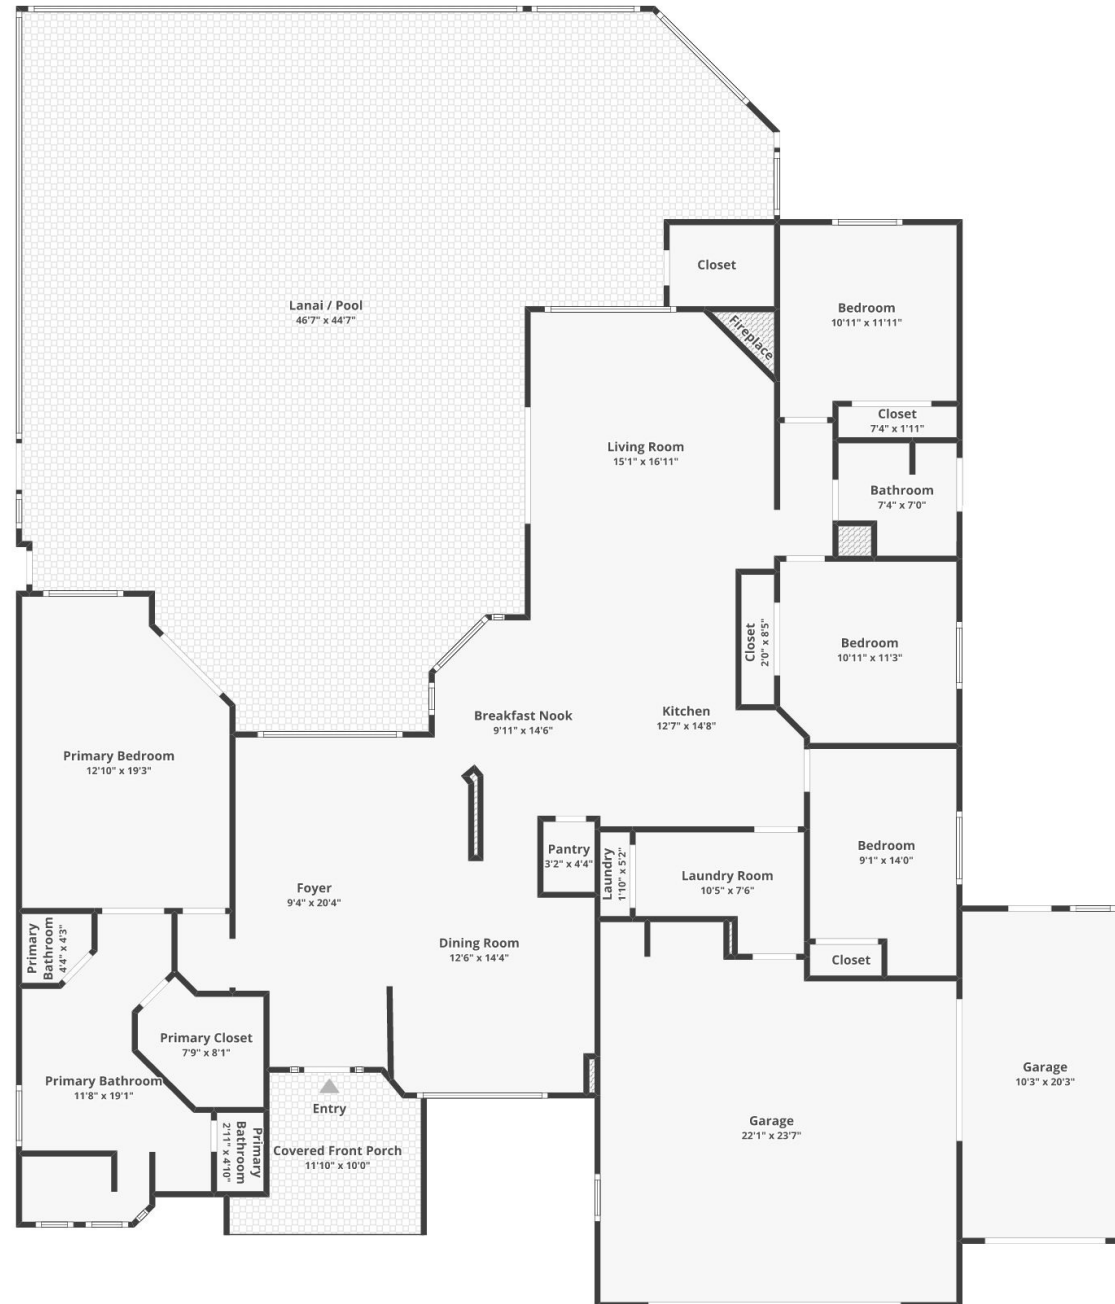 Closet
Lanai / Pool
46'7" x 44'7"
Bedroom
10'11" x 11'11"
Fireplace
Closet
7'4" x 1'11"
Living Room
15'1" x 16'11"
Bathroom
7'4" x 7'0"
Closet
2'0" x 8'5"
Bedroom
10'11" x 11'3"
Breakfast Nook
9'11" x 14'6"
Kitchen
12'7" x 14'8"
Primary Bedroom
12'10" x 19'3"
Pantry
3'2" x 4'4"
Laundry
1'10" x 5'2"
Laundry Room
10'5" x 7'6"
Bedroom
9'1" x 14'0"
Foyer
9'4" x 20'4"
Primary
Bathroom
4'4" x 4'3"
Dining Room
12'6" x 14'4"
Closet
Primary Closet
7'9" x 8'1"
Primary Bathroom
11'8" x 19'1"
Garage
10'3" x 20'3"
Entry
Garage
22'1" x 23'7"
Primary
Bathroom
2'11" x 4'10"
Covered Front Porch
11'10" x 10'0"